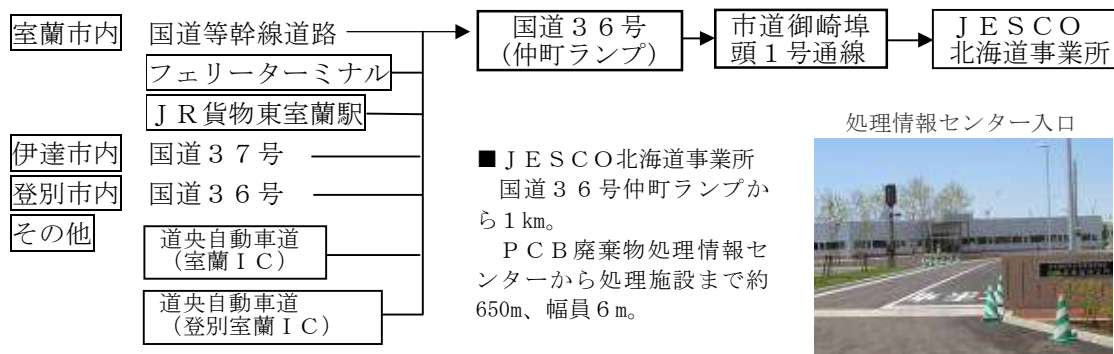 室蘭市内 国道等幹線道路
フェリーターミナル
ＪＲ貨物東室蘭駅
伊達市内 国道３７号
登別市内 国道３６号
その他
道央自動車道
（室蘭ＩＣ）
道央自動車道
（登別室蘭ＩＣ）
国道３６号
（仲町ランプ）
市道御崎埠
頭１号通線
ＪＥＳＣＯ
北海道事業所
■ＪＥＳＣＯ北海道事業所
国道３６号仲町ランプか
ら１km。
ＰＣＢ廃棄物処理情報セ
ンターから処理施設まで約
650m、幅員６m。
処理情報センター入口